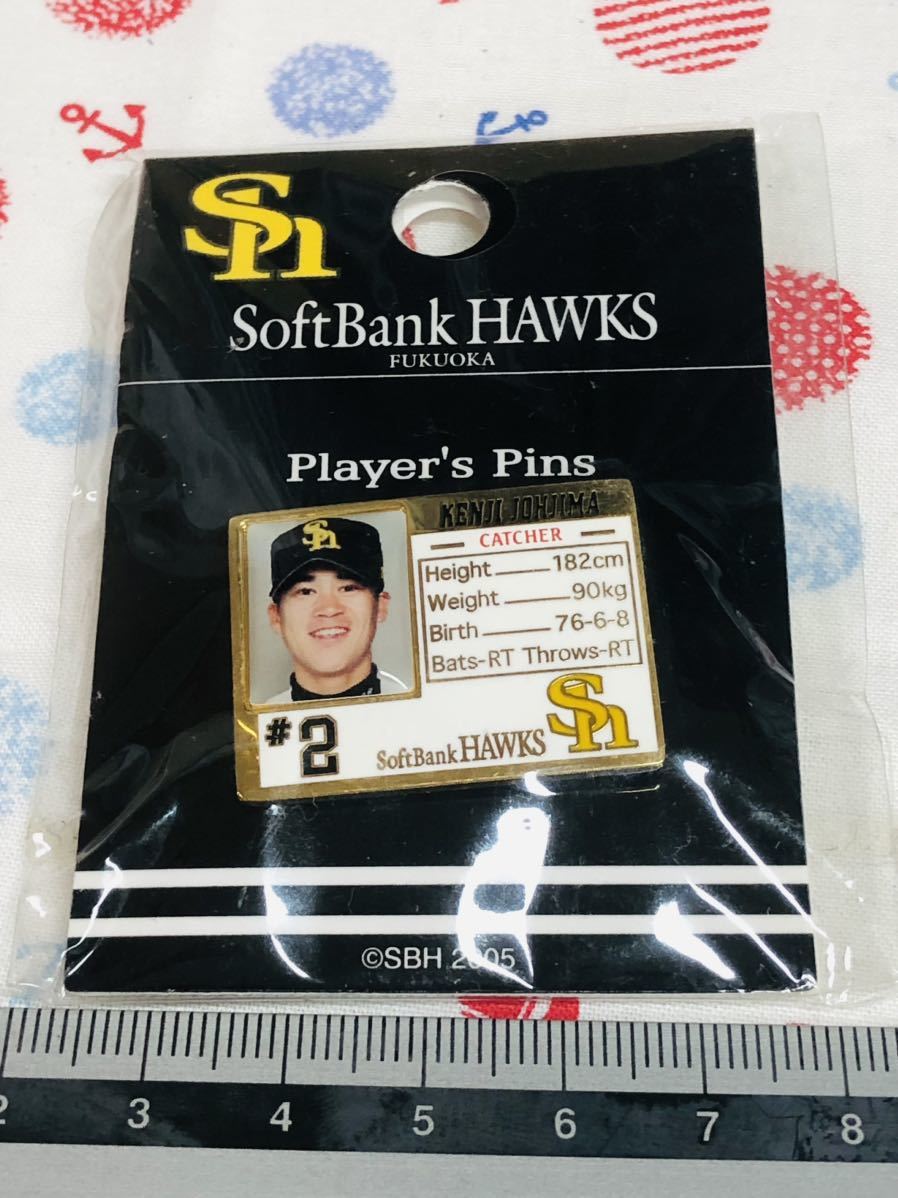 Sh
SoftBank HAWKS
FUKUOKA
Player's Pins
KENJI JOHJIMA
CATCHER
Height 182cm
Weight 90kg
Birth 76-6-8
Bats-RT Throws-RT
Sh
#2
SoftBank HAWKS Sh
©SBH 2005
2 3 4 5 6 7 8